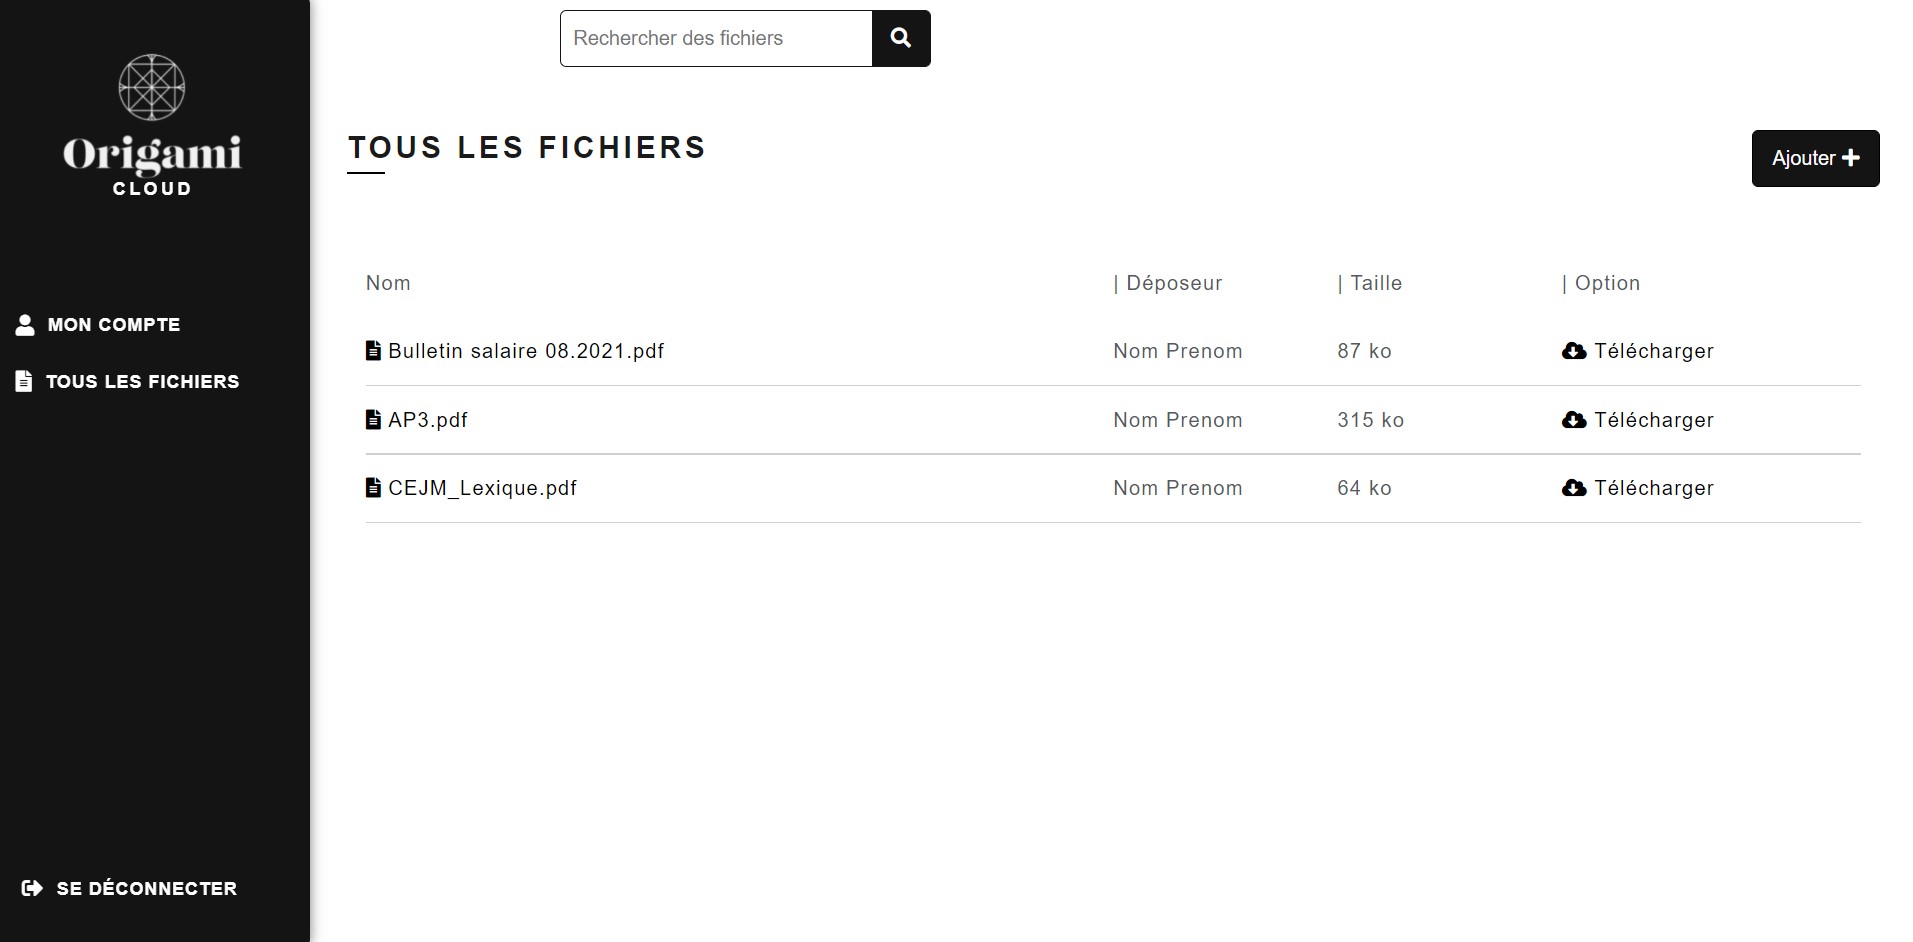 Rechercher des fichiers
Origami
CLOUD
TOUS LES FICHIERS
Ajouter
MON COMPTE
TOUS LES FICHIERS
Nom | Déposeur | Taille | Option
Bulletin salaire 08.2021.pdf Nom Prenom 87 ko Télécharger
AP3.pdf Nom Prenom 315 ko Télécharger
CEJM_Lexique.pdf Nom Prenom 64 ko Télécharger
SE DÉCONNECTER